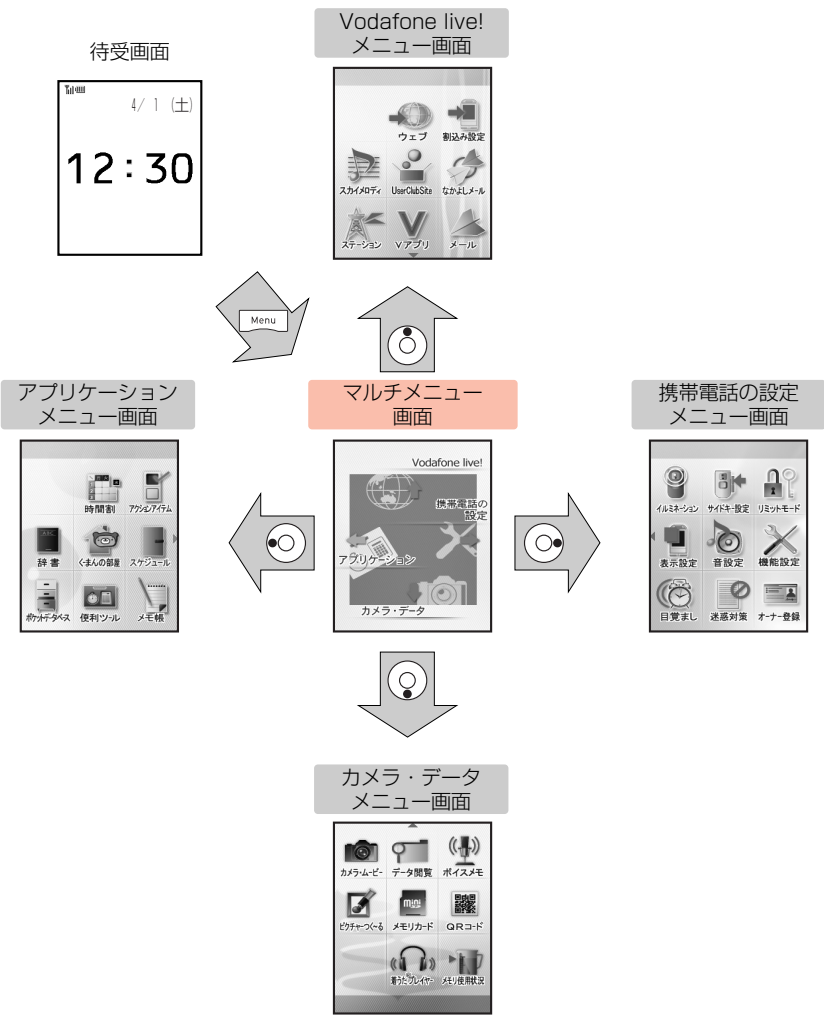 待受画面
4/ 1 (土)
12:30
Vodafone live!
メニュー画面
ウェブ 割込み設定
スカイメロディ UserClubSite なかよしメール
ステーション Vアプリ メール
Menu
アプリケーション
メニュー画面
時間割 アクションアイテム
辞書 くーまんの部屋 スケジュール
ポケットデータベース 便利ツール メモ帳
マルチメニュー
画面
Vodafone live!
携帯電話の
設定
アプリケーション
カメラ・データ
携帯電話の設定
メニュー画面
イルミネーション サイドキー設定 リミットモード
表示設定 音設定 機能設定
目覚まし 迷惑対策 オーナー登録
カメラ・データ
メニュー画面
カメラ・ムービー データ閲覧 ボイスメモ
mini
ピクチャーつく~る メモリカード QRコード
着うたプレイヤー メモリ使用状況